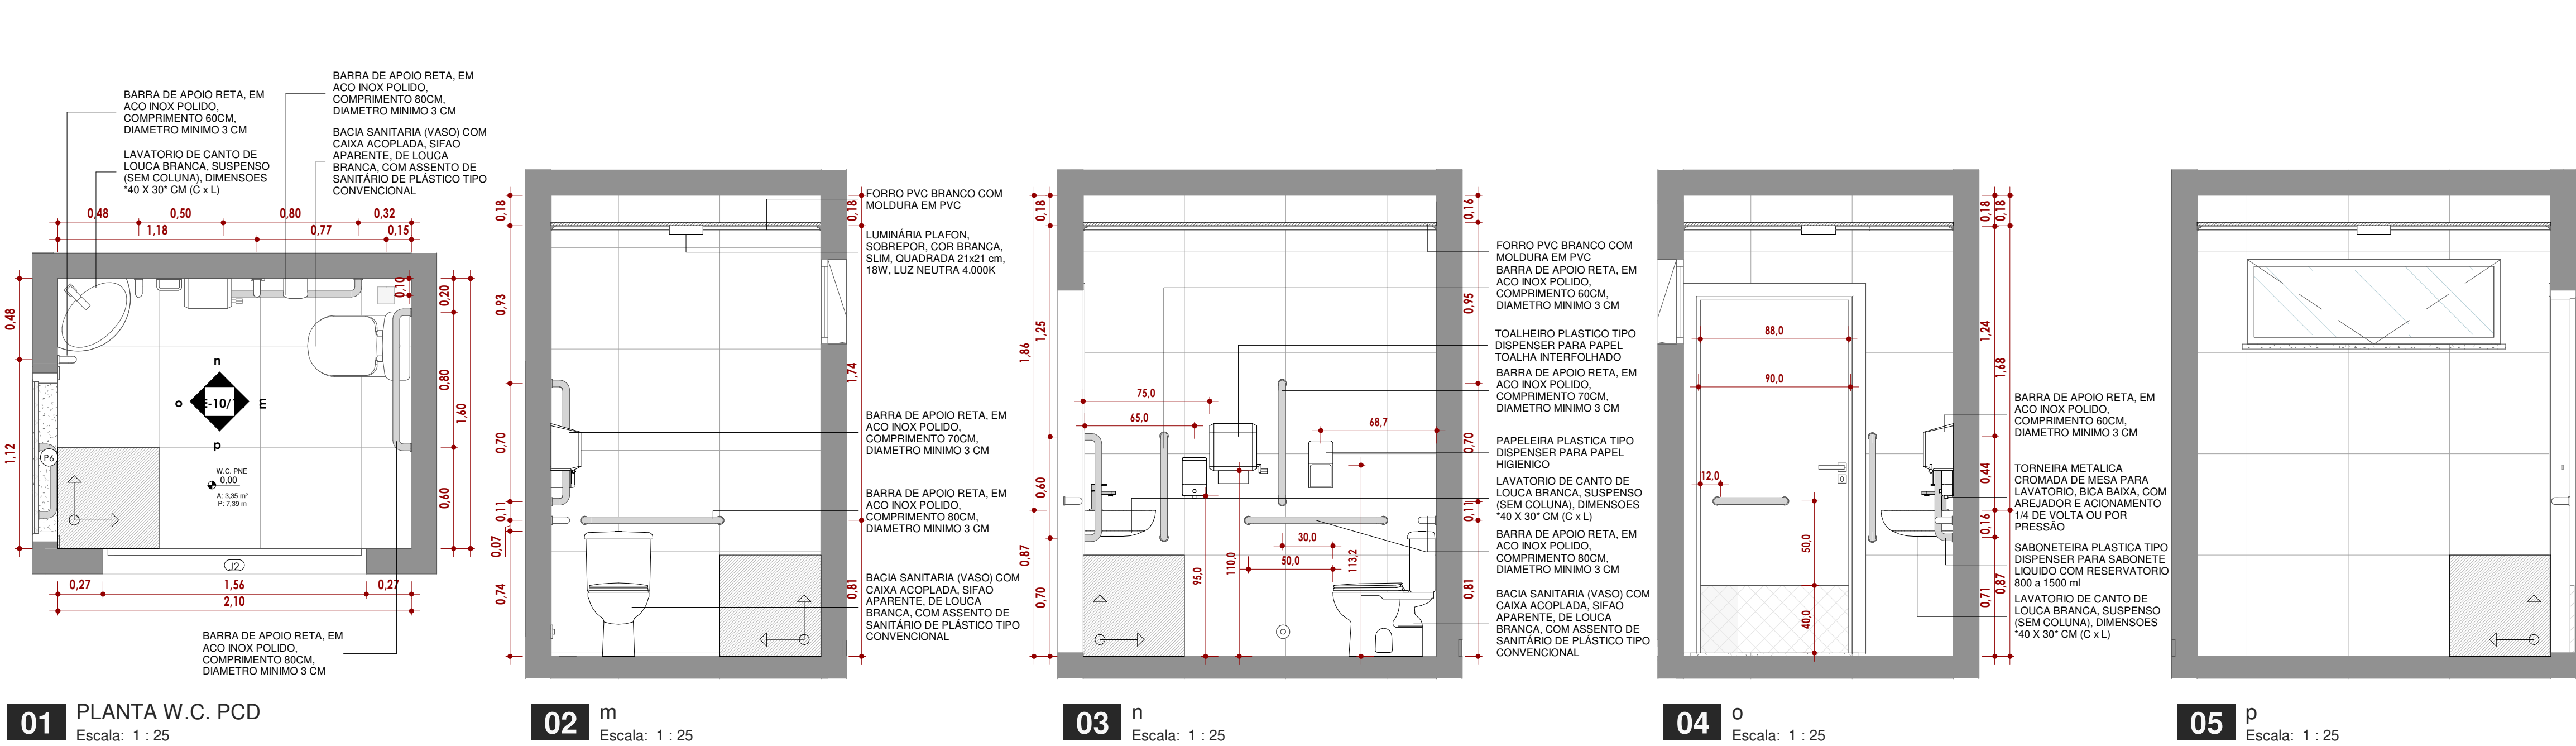 BARRA DE APOIO RETA, EM
ACO INOX POLIDO,
COMPRIMENTO 60CM,
DIAMETRO MINIMO 3 CM
LAVATORIO DE CANTO DE
LOUCA BRANCA, SUSPENSO
(SEM COLUNA), DIMENSOES
*40 X 30* CM (C x L)
BARRA DE APOIO RETA, EM
ACO INOX POLIDO,
COMPRIMENTO 80CM,
DIAMETRO MINIMO 3 CM
BACIA SANITARIA (VASO) COM
CAIXA ACOPLADA, SIFAO
APARENTE, DE LOUCA
BRANCA, COM ASSENTO DE
SANITÁRIO DE PLÁSTICO TIPO
CONVENCIONAL
0,48 0,50 0,80 0,32
1,18 0,77 0,15
0,10
0,20
0,48
0,80
1,60
1,12
0,60
n
o E-10/ m
p
P6
W.C. PNE
0,00
A: 3,35 m²
P: 7,39 m
J2
0,27 1,56 0,27
2,10
BARRA DE APOIO RETA, EM
ACO INOX POLIDO,
COMPRIMENTO 80CM,
DIAMETRO MINIMO 3 CM
01 PLANTA W.C. PCD
Escala: 1 : 25
0,18
0,93
0,70
0,11
0,07
0,74
0,18
1,74
0,81
FORRO PVC BRANCO COM
MOLDURA EM PVC
LUMINÁRIA PLAFON,
SOBREPOR, COR BRANCA,
SLIM, QUADRADA 21x21 cm,
18W, LUZ NEUTRA 4.000K
BARRA DE APOIO RETA, EM
ACO INOX POLIDO,
COMPRIMENTO 70CM,
DIAMETRO MINIMO 3 CM
BARRA DE APOIO RETA, EM
ACO INOX POLIDO,
COMPRIMENTO 80CM,
DIAMETRO MINIMO 3 CM
BACIA SANITARIA (VASO) COM
CAIXA ACOPLADA, SIFAO
APARENTE, DE LOUCA
BRANCA, COM ASSENTO DE
SANITÁRIO DE PLÁSTICO TIPO
CONVENCIONAL
02 m
Escala: 1 : 25
0,18
1,25
1,86
0,60
0,87
0,70
75,0
65,0
68,7
30,0
50,0
95,0
110,0
113,2
0,16
0,95
0,70
0,11
0,81
FORRO PVC BRANCO COM
MOLDURA EM PVC
BARRA DE APOIO RETA, EM
ACO INOX POLIDO,
COMPRIMENTO 60CM,
DIAMETRO MINIMO 3 CM
TOALHEIRO PLASTICO TIPO
DISPENSER PARA PAPEL
TOALHA INTERFOLHADO
BARRA DE APOIO RETA, EM
ACO INOX POLIDO,
COMPRIMENTO 70CM,
DIAMETRO MINIMO 3 CM
PAPELEIRA PLASTICA TIPO
DISPENSER PARA PAPEL
HIGIENICO
LAVATORIO DE CANTO DE
LOUCA BRANCA, SUSPENSO
(SEM COLUNA), DIMENSOES
*40 X 30* CM (C x L)
BARRA DE APOIO RETA, EM
ACO INOX POLIDO,
COMPRIMENTO 80CM,
DIAMETRO MINIMO 3 CM
BACIA SANITARIA (VASO) COM
CAIXA ACOPLADA, SIFAO
APARENTE, DE LOUCA
BRANCA, COM ASSENTO DE
SANITÁRIO DE PLÁSTICO TIPO
CONVENCIONAL
03 n
Escala: 1 : 25
88,0
90,0
12,0
50,0
40,0
0,18
0,18
1,24
1,68
0,44
0,16
0,71
0,87
BARRA DE APOIO RETA, EM
ACO INOX POLIDO,
COMPRIMENTO 60CM,
DIAMETRO MINIMO 3 CM
TORNEIRA METALICA
CROMADA DE MESA PARA
LAVATORIO, BICA BAIXA, COM
AREJADOR E ACIONAMENTO
1/4 DE VOLTA OU POR
PRESSÃO
SABONETEIRA PLASTICA TIPO
DISPENSER PARA SABONETE
LIQUIDO COM RESERVATORIO
800 a 1500 ml
LAVATORIO DE CANTO DE
LOUCA BRANCA, SUSPENSO
(SEM COLUNA), DIMENSOES
*40 X 30* CM (C x L)
04 o
Escala: 1 : 25
05 p
Escala: 1 : 25